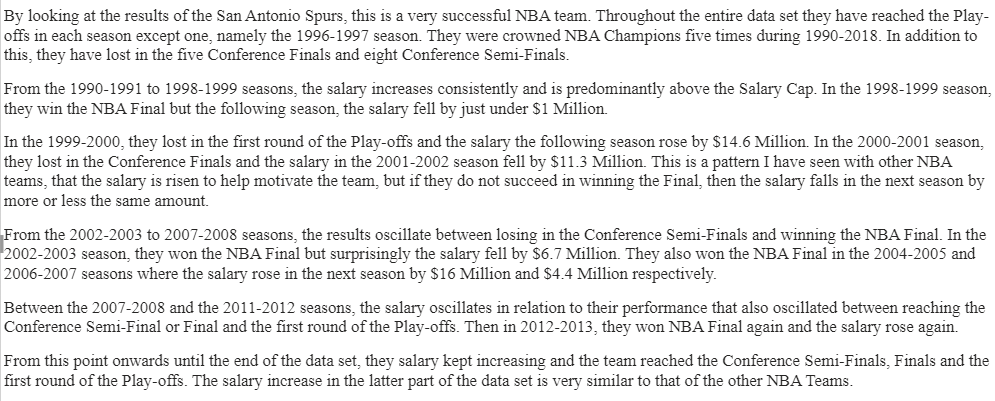 By looking at the results of the San Antonio Spurs, this is a very successful NBA team. Throughout the entire data set they have reached the Play-
offs in each season except one, namely the 1996-1997 season. They were crowned NBA Champions five times during 1990-2018. In addition to
this, they have lost in the five Conference Finals and eight Conference Semi-Finals.
From the 1990-1991 to 1998-1999 seasons, the salary increases consistently and is predominantly above the Salary Cap. In the 1998-1999 season,
they win the NBA Final but the following season, the salary fell by just under $1 Million.
In the 1999-2000, they lost in the first round of the Play-offs and the salary the following season rose by $14.6 Million. In the 2000-2001 season,
they lost in the Conference Finals and the salary in the 2001-2002 season fell by $11.3 Million. This is a pattern I have seen with other NBA
teams, that the salary is risen to help motivate the team, but if they do not succeed in winning the Final, then the salary falls in the next season by
more or less the same amount.
From the 2002-2003 to 2007-2008 seasons, the results oscillate between losing in the Conference Semi-Finals and winning the NBA Final. In the
2002-2003 season, they won the NBA Final but surprisingly the salary fell by $6.7 Million. They also won the NBA Final in the 2004-2005 and
2006-2007 seasons where the salary rose in the next season by $16 Million and $4.4 Million respectively.
Between the 2007-2008 and the 2011-2012 seasons, the salary oscillates in relation to their performance that also oscillated between reaching the
Conference Semi-Final or Final and the first round of the Play-offs. Then in 2012-2013, they won NBA Final again and the salary rose again.
From this point onwards until the end of the data set, they salary kept increasing and the team reached the Conference Semi-Finals, Finals and the
first round of the Play-offs. The salary increase in the latter part of the data set is very similar to that of the other NBA Teams.